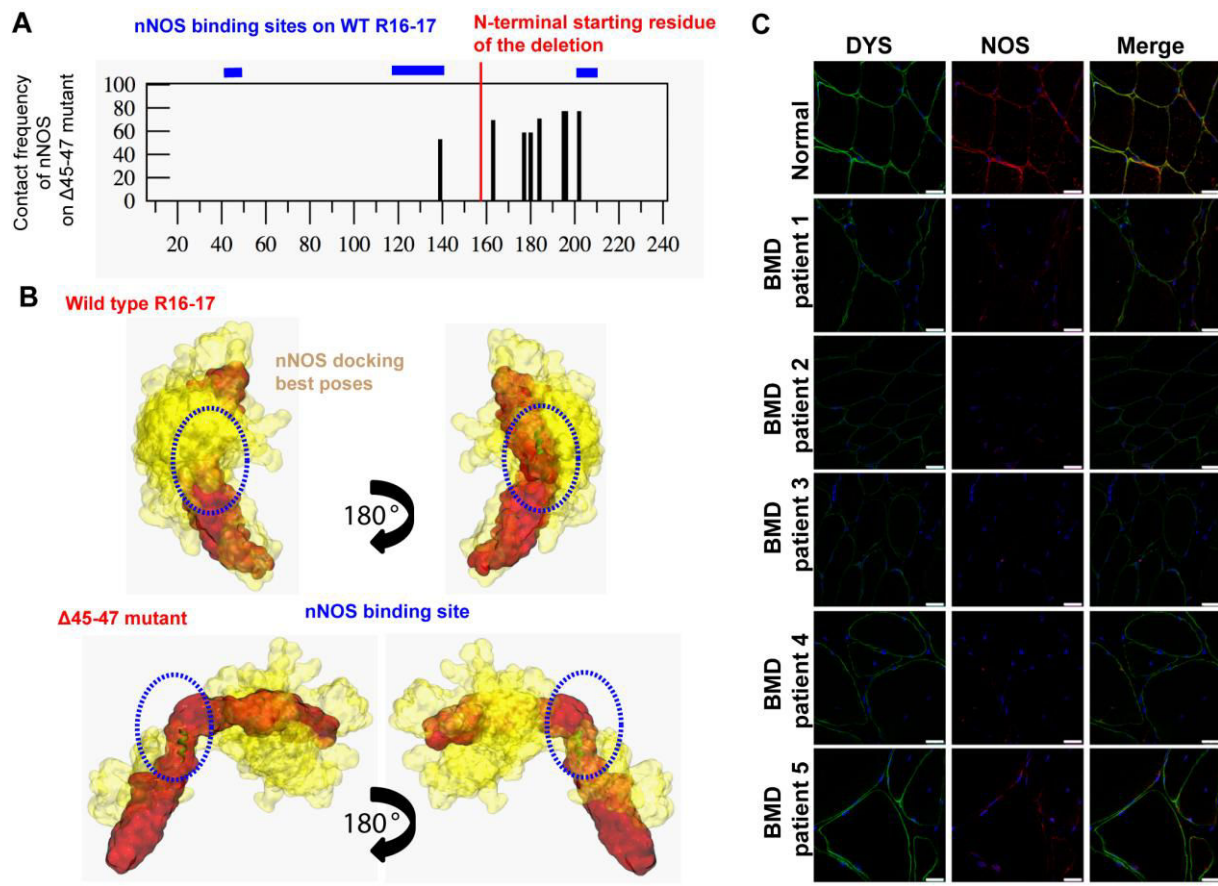 A
nNOS binding sites on WT R16-17
N-terminal starting residue
of the deletion
Contact frequency
of nNOS
on Δ45-47 mutant
100
80
60
40
20
0
20 40 60 80 100 120 140 160 180 200 220 240
B
Wild type R16-17
nNOS docking
best poses
180°
Δ45-47 mutant
nNOS binding site
180°
C
DYS NOS Merge
Normal
BMD
patient 1
BMD
patient 2
BMD
patient 3
BMD
patient 4
BMD
patient 5